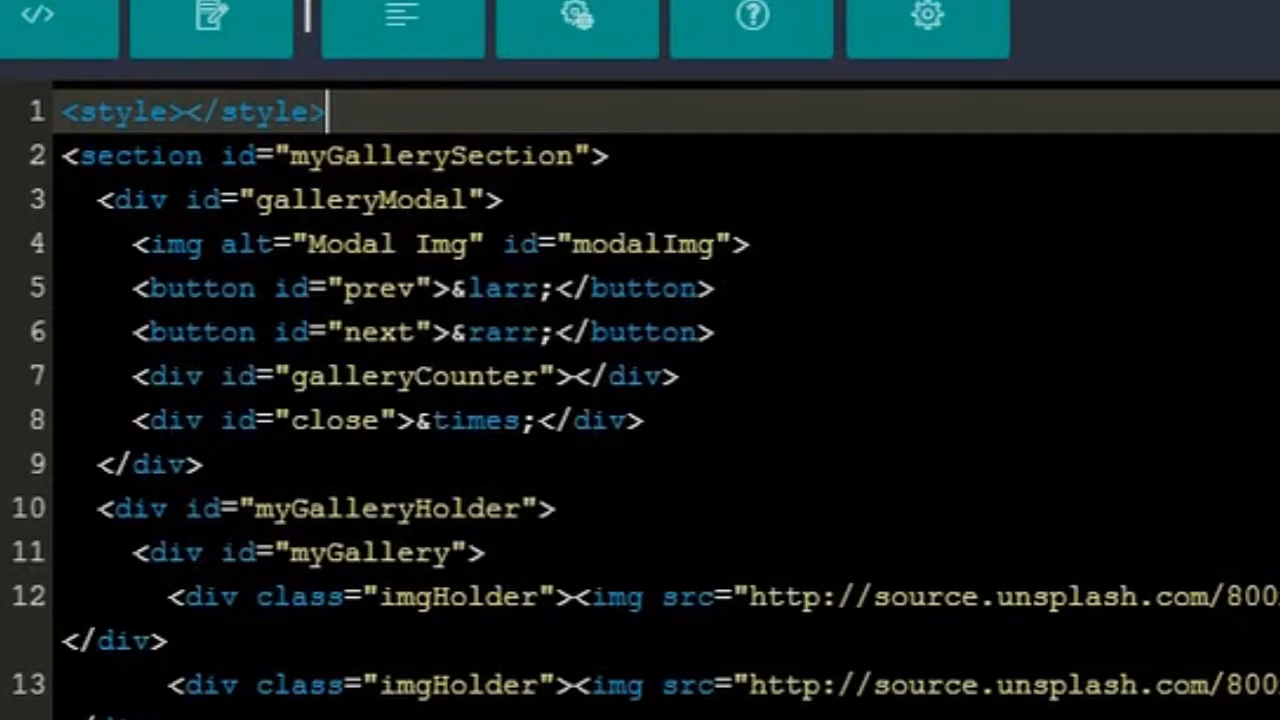 1 <style></style>
2 <section id="myGallerySection">
3 <div id="galleryModal">
4 <img alt="Modal Img" id="modalImg">
5 <button id="prev">&larr;</button>
6 <button id="next">&rarr;</button>
7 <div id="galleryCounter"></div>
8 <div id="close">&times;</div>
9 </div>
10 <div id="myGalleryHolder">
11 <div id="myGallery">
12 <div class="imgHolder"><img src="http://source.unsplash.com/800
</div>
13 <div class="imgHolder"><img src="http://source.unsplash.com/800